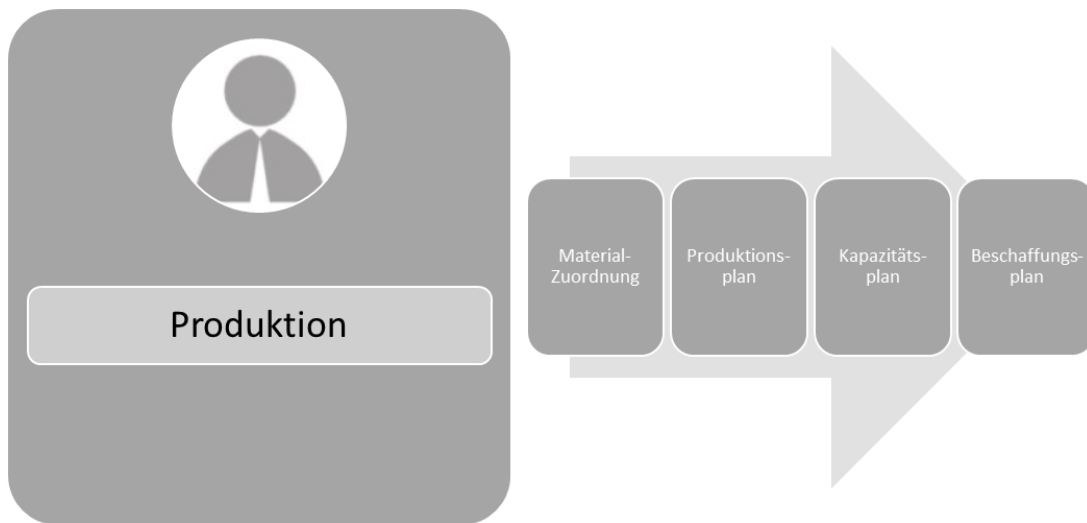 Produktion
Material-
Zuordnung
Produktions-
plan
Kapazitäts-
plan
Beschaffungs-
plan